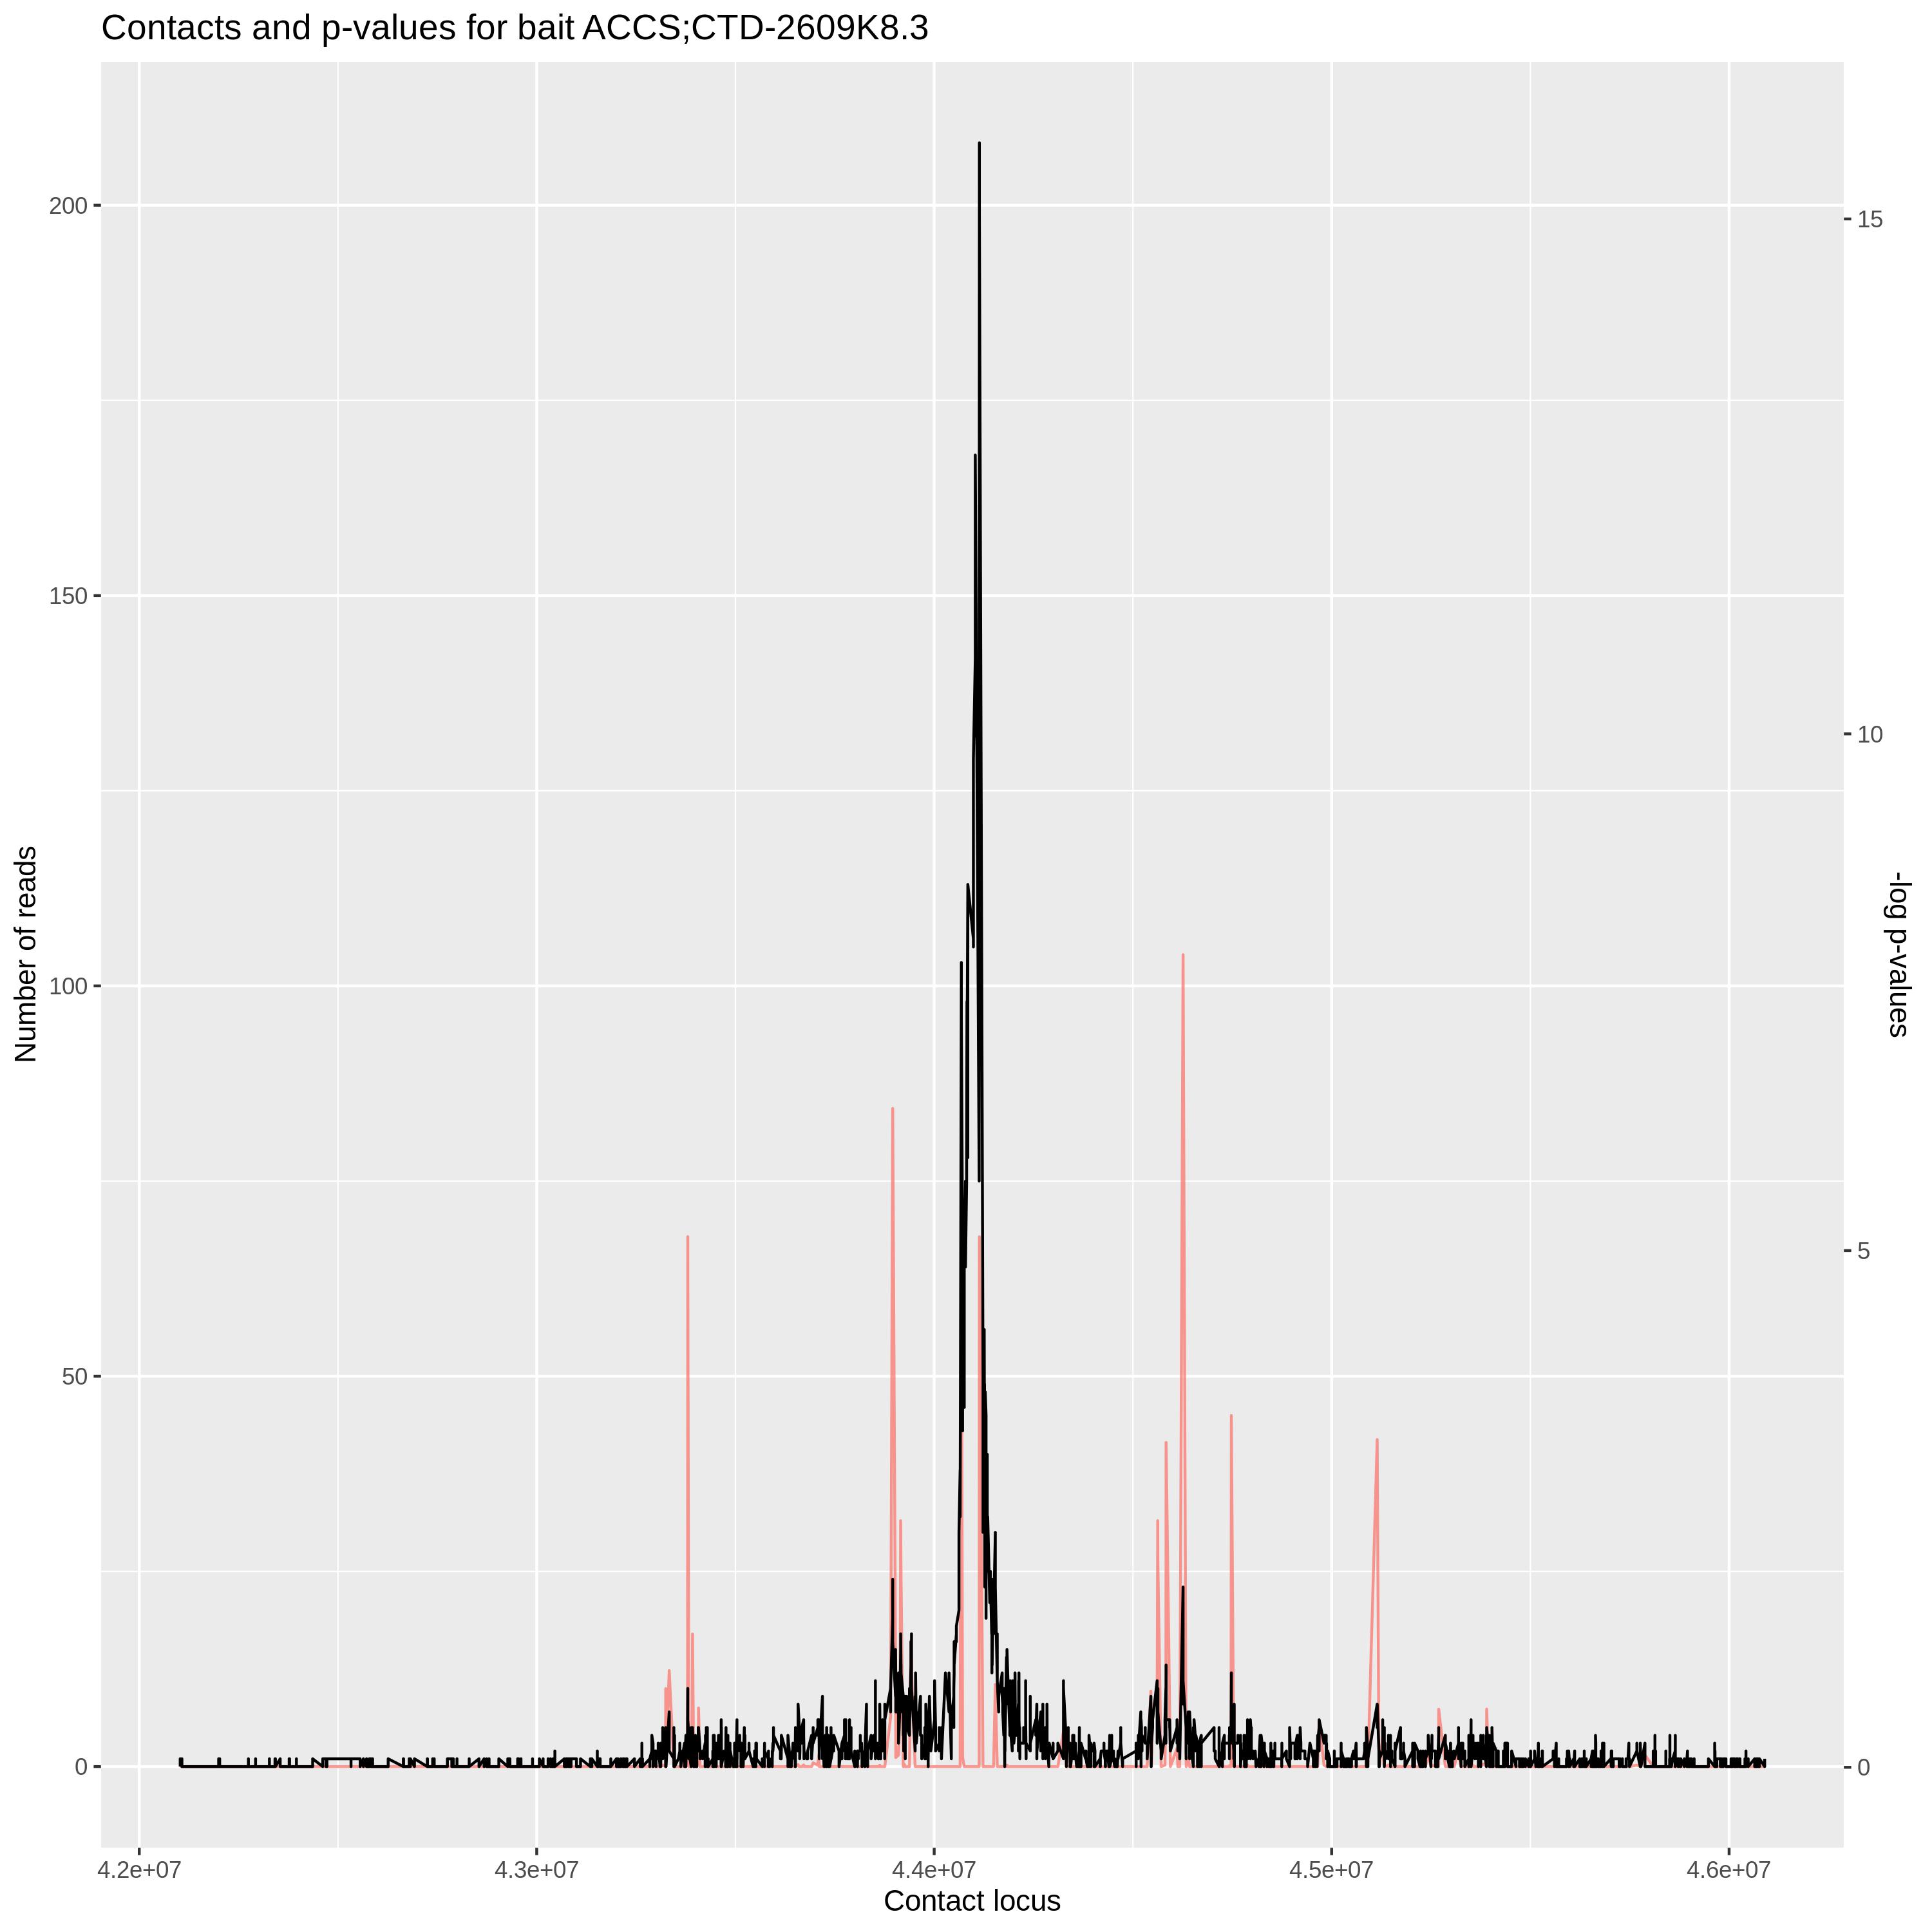 Contacts and p-values for bait ACCS;CTD-2609K8.3
200
150
100
50
0
Number of reads
15
10
5
0
-log p-values
4.2e+07
4.3e+07
4.4e+07
4.5e+07
4.6e+07
Contact locus